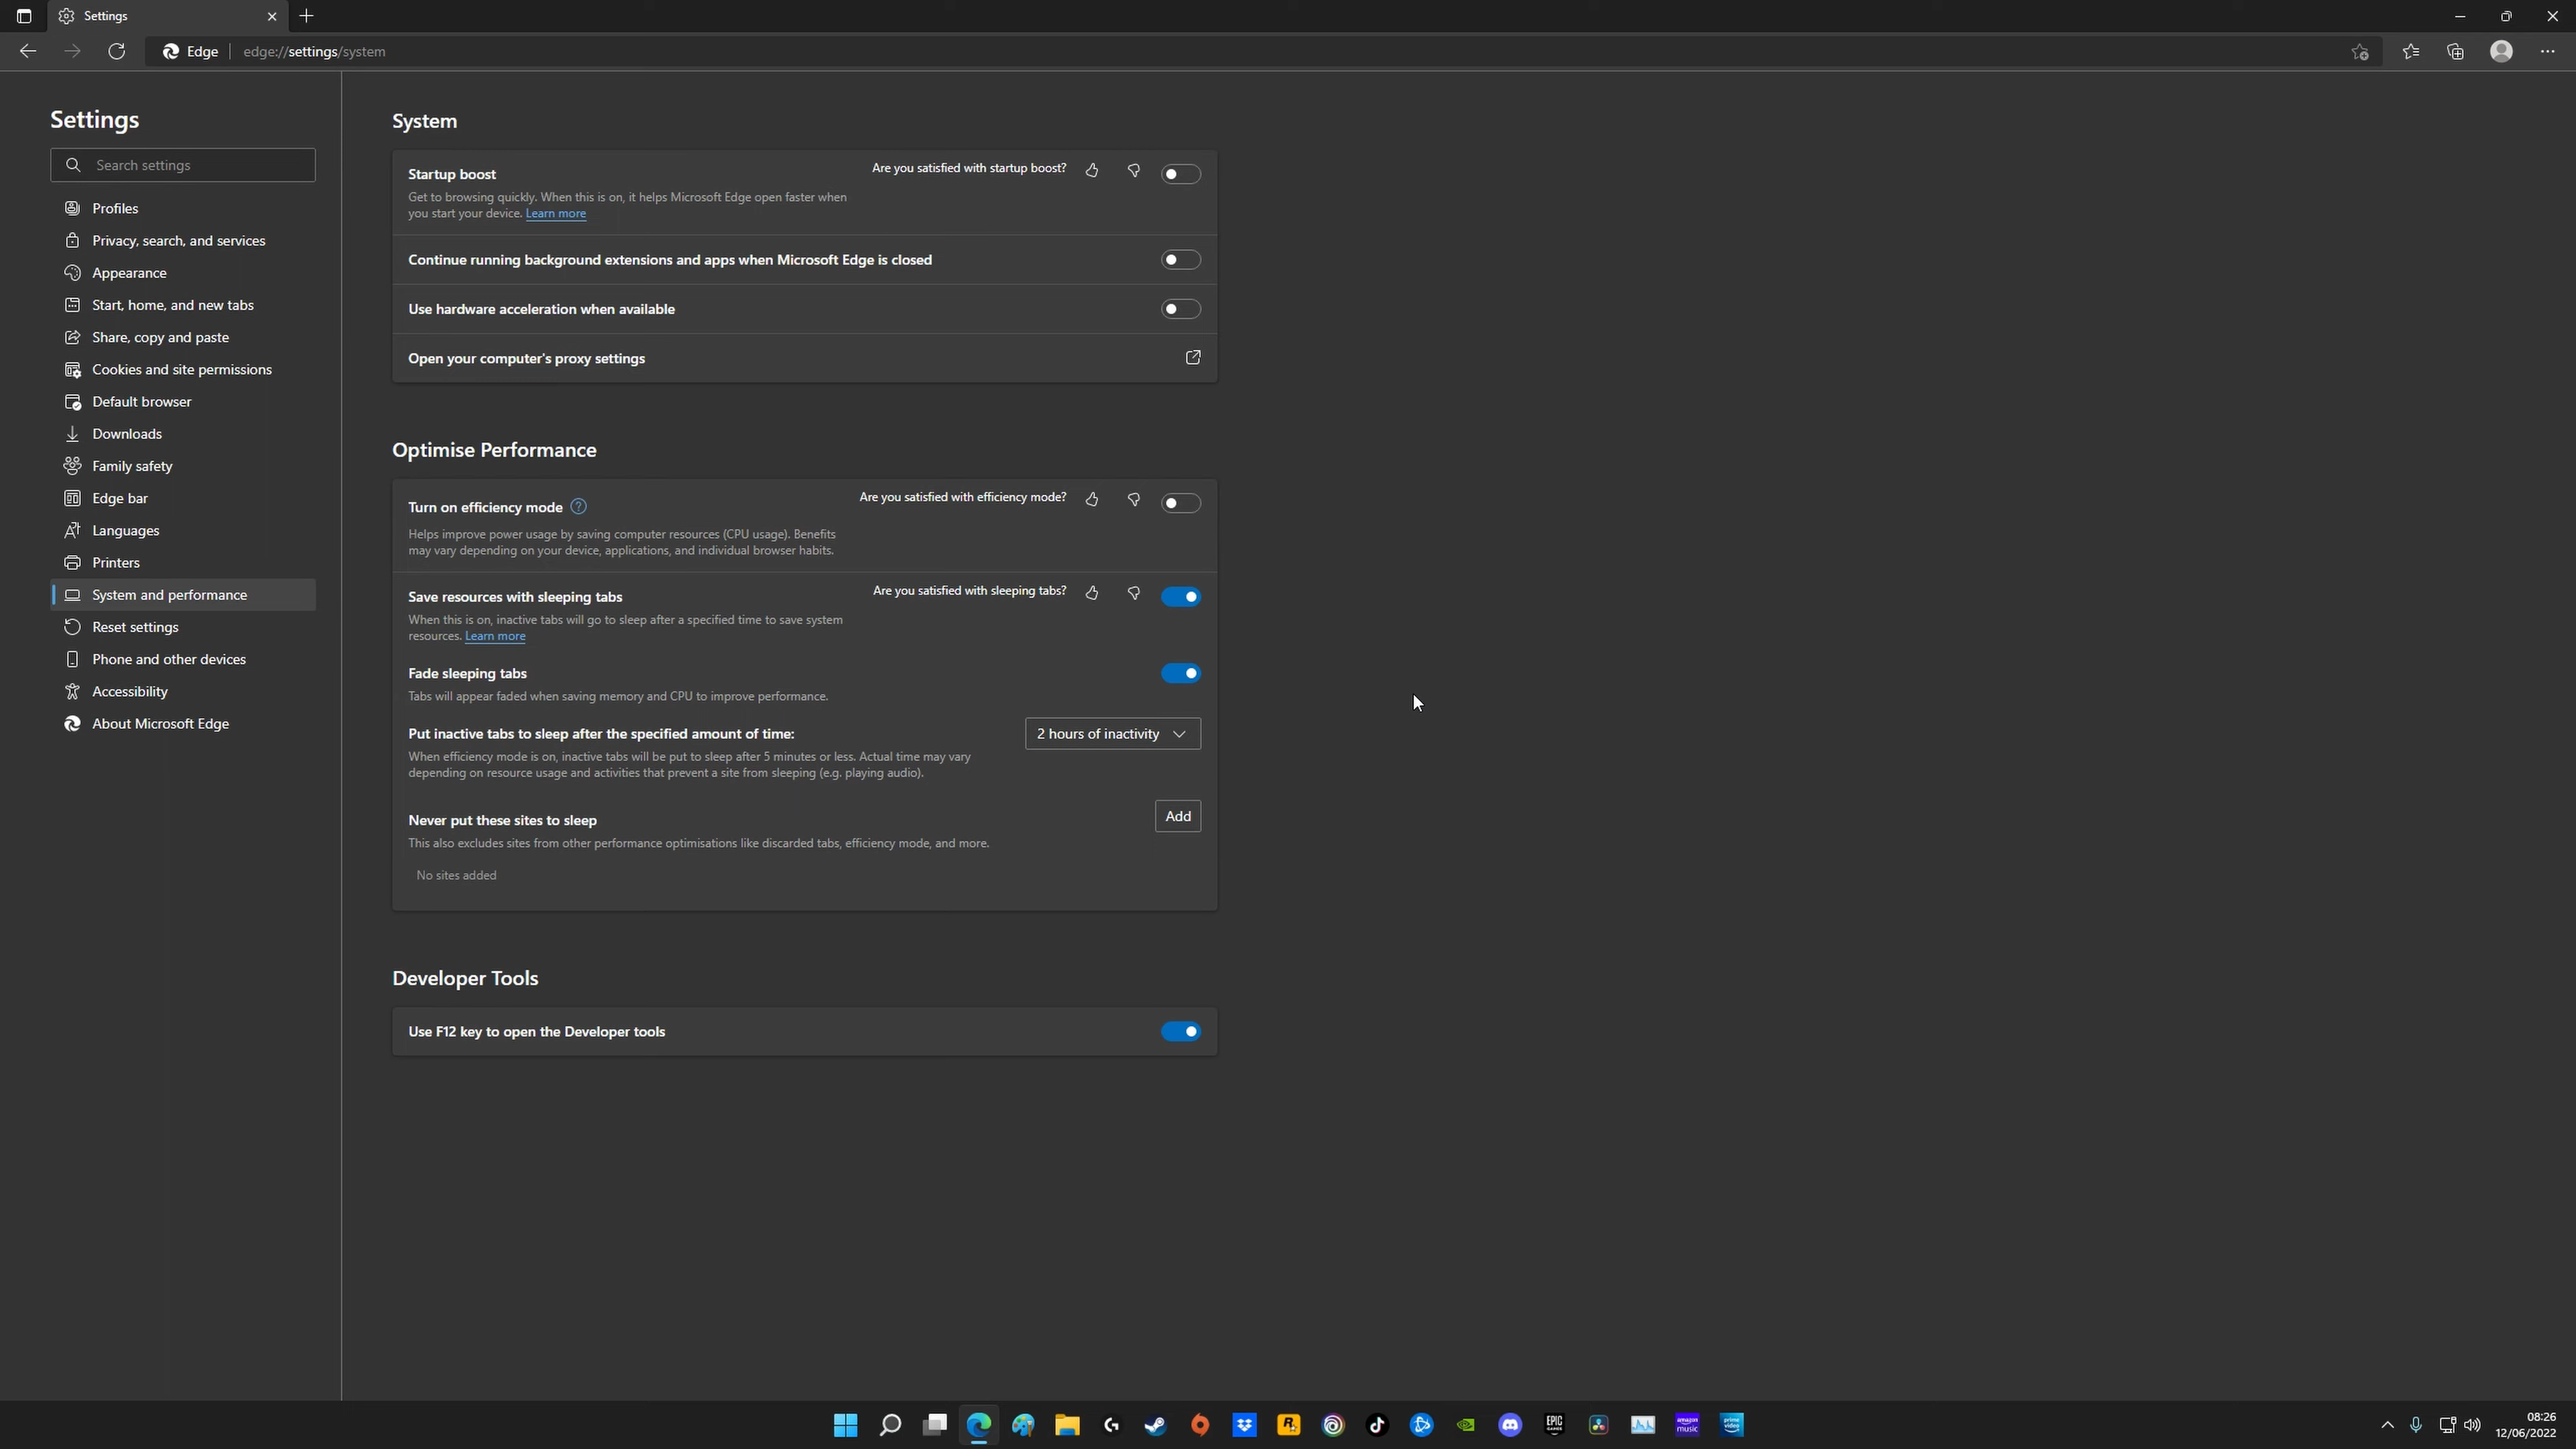 Settings
Edge
edge://settings/system
Settings
Search settings
Profiles
Privacy, search, and services
Appearance
Start, home, and new tabs
Share, copy and paste
Cookies and site permissions
Default browser
Downloads
Family safety
Edge bar
Languages
Printers
System and performance
Reset settings
Phone and other devices
Accessibility
About Microsoft Edge
System
Startup boost
Are you satisfied with startup boost?
Get to browsing quickly. When this is on, it helps Microsoft Edge open faster when
you start your device. Learn more
Continue running background extensions and apps when Microsoft Edge is closed
Use hardware acceleration when available
Open your computer's proxy settings
Optimise Performance
Turn on efficiency mode
Are you satisfied with efficiency mode?
Helps improve power usage by saving computer resources (CPU usage). Benefits
may vary depending on your device, applications, and individual browser habits.
Save resources with sleeping tabs
Are you satisfied with sleeping tabs?
When this is on, inactive tabs will go to sleep after a specified time to save system
resources. Learn more
Fade sleeping tabs
Tabs will appear faded when saving memory and CPU to improve performance.
Put inactive tabs to sleep after the specified amount of time:
2 hours of inactivity
When efficiency mode is on, inactive tabs will be put to sleep after 5 minutes or less. Actual time may vary
depending on resource usage and activities that prevent a site from sleeping (e.g. playing audio).
Never put these sites to sleep
Add
This also excludes sites from other performance optimisations like discarded tabs, efficiency mode, and more.
No sites added
Developer Tools
Use F12 key to open the Developer tools
EPIC
GAMES
amazon
music
prime
video
08:26
12/06/2022